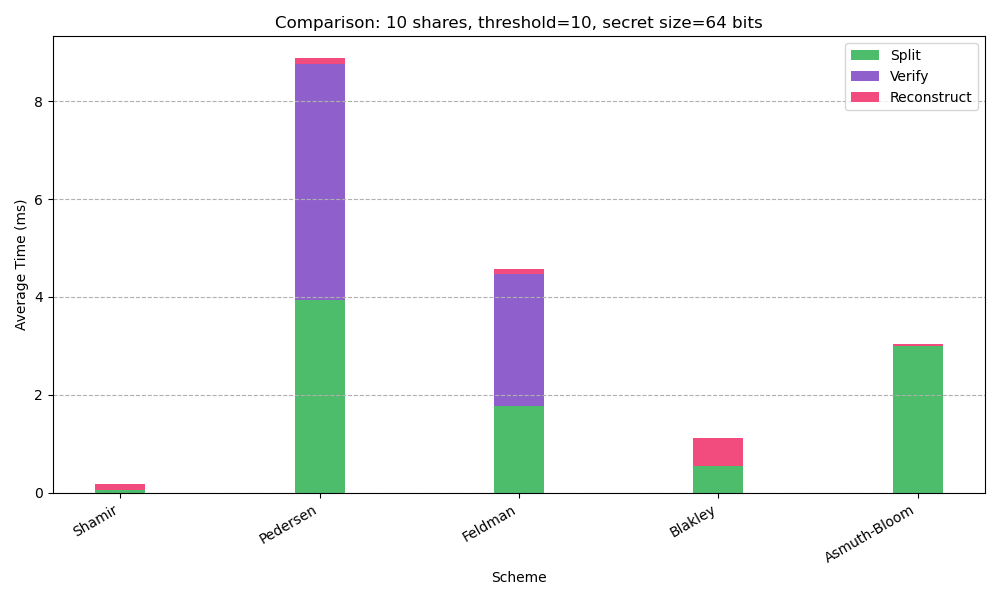 Comparison: 10 shares, threshold=10, secret size=64 bits
Split
Verify
Reconstruct
Average Time (ms)
8
6
4
2
0
Shamir
Pedersen
Feldman
Blakley
Asmuth-Bloom
Scheme